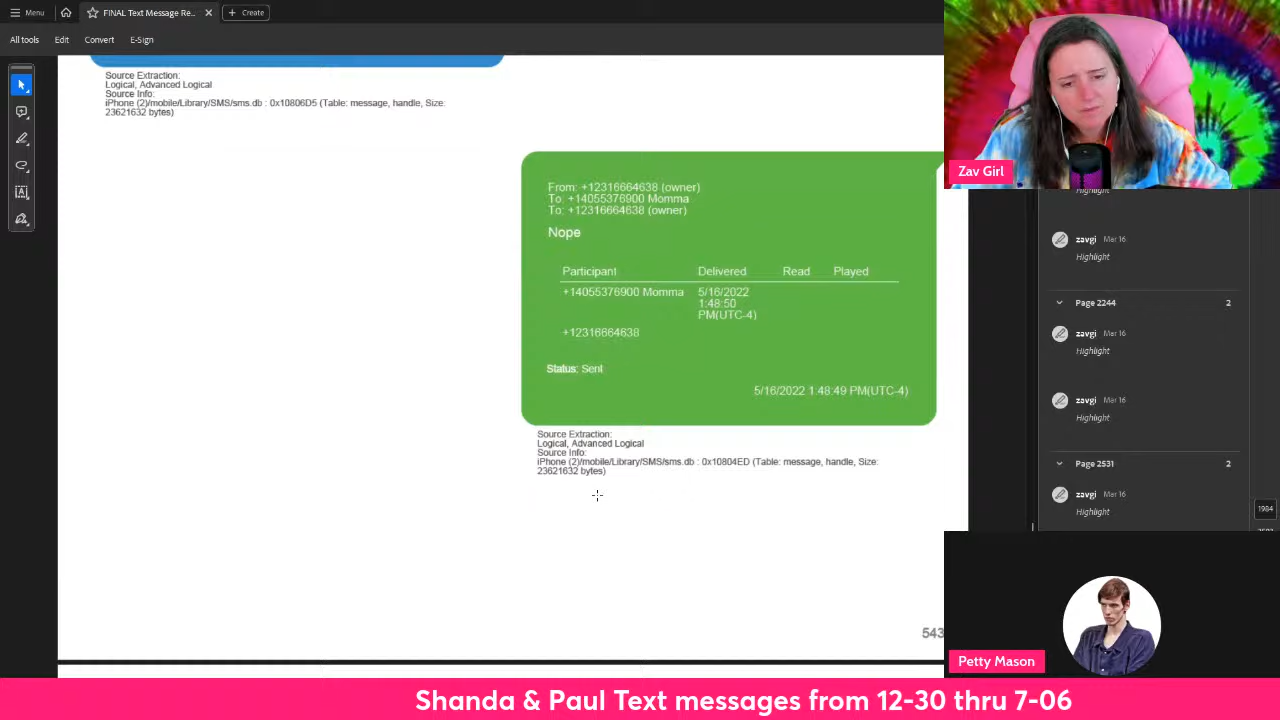 Menu
FINAL Text Message Re...
Create
All tools
Edit
Convert
E-Sign
Source Extraction:
Logical, Advanced Logical
Source Info:
iPhone (2)/mobile/Library/SMS/sms.db : 0x10806D5 (Table: message, handle, Size:
23621632 bytes)
From: +12316664638 (owner)
To: +14055376900 Momma
To: +12316664638 (owner)
Nope
Participant Delivered Read Played
+14055376900 Momma 5/16/2022
1:48:50
PM(UTC-4)
+12316664638
Status: Sent
5/16/2022 1:48:49 PM(UTC-4)
Source Extraction:
Logical, Advanced Logical
Source Info:
iPhone (2)/mobile/Library/SMS/sms.db : 0x10804ED (Table: message, handle, Size:
23621632 bytes)
543
Zav Girl
Highlight
zavgi Mar 16
Highlight
Page 2244 2
zavgi Mar 16
Highlight
zavgi Mar 16
Highlight
Page 2531 2
zavgi Mar 16
Highlight
1984
Petty Mason
Shanda & Paul Text messages from 12-30 thru 7-06